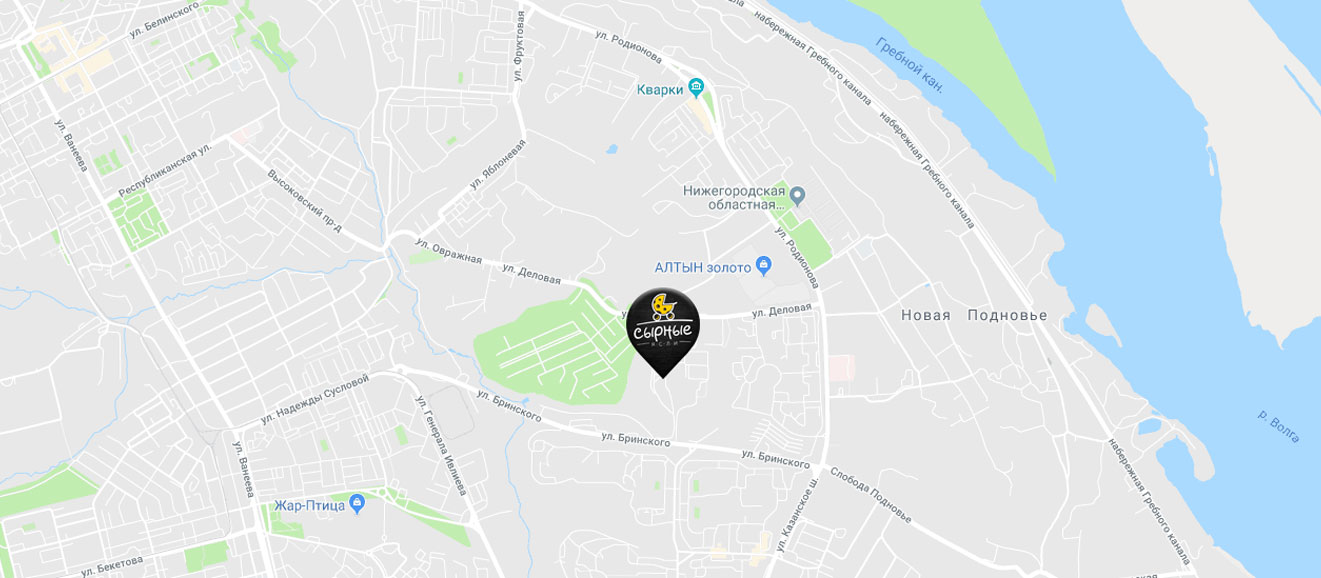 ул. Белинского
ул. Фруктовая
ул. Родионова
набережная Гребного канала
Гребной кан.
набережная Гребного канала
Кварки
ул. Ванеева
Республиканская ул.
ул. Яблоневая
Высоковский пр-д
Нижегородская
областная...
ул. Родионова
ул. Овражная
ул. Деловая
АЛТЫН золото
ул. Деловая
Новая Подновье
СЫРНЫЕ
ЯСЛИ
ул. Надежды Сусловой
ул. Бринского
ул. Генерала Ивлиева
ул. Бринского
ул. Бринского
р. Волга
ул. Ванеева
Слобода Подновье
набережная Гребного канала
Жар-Птица
ул. Казанское ш.
ул. Бекетова